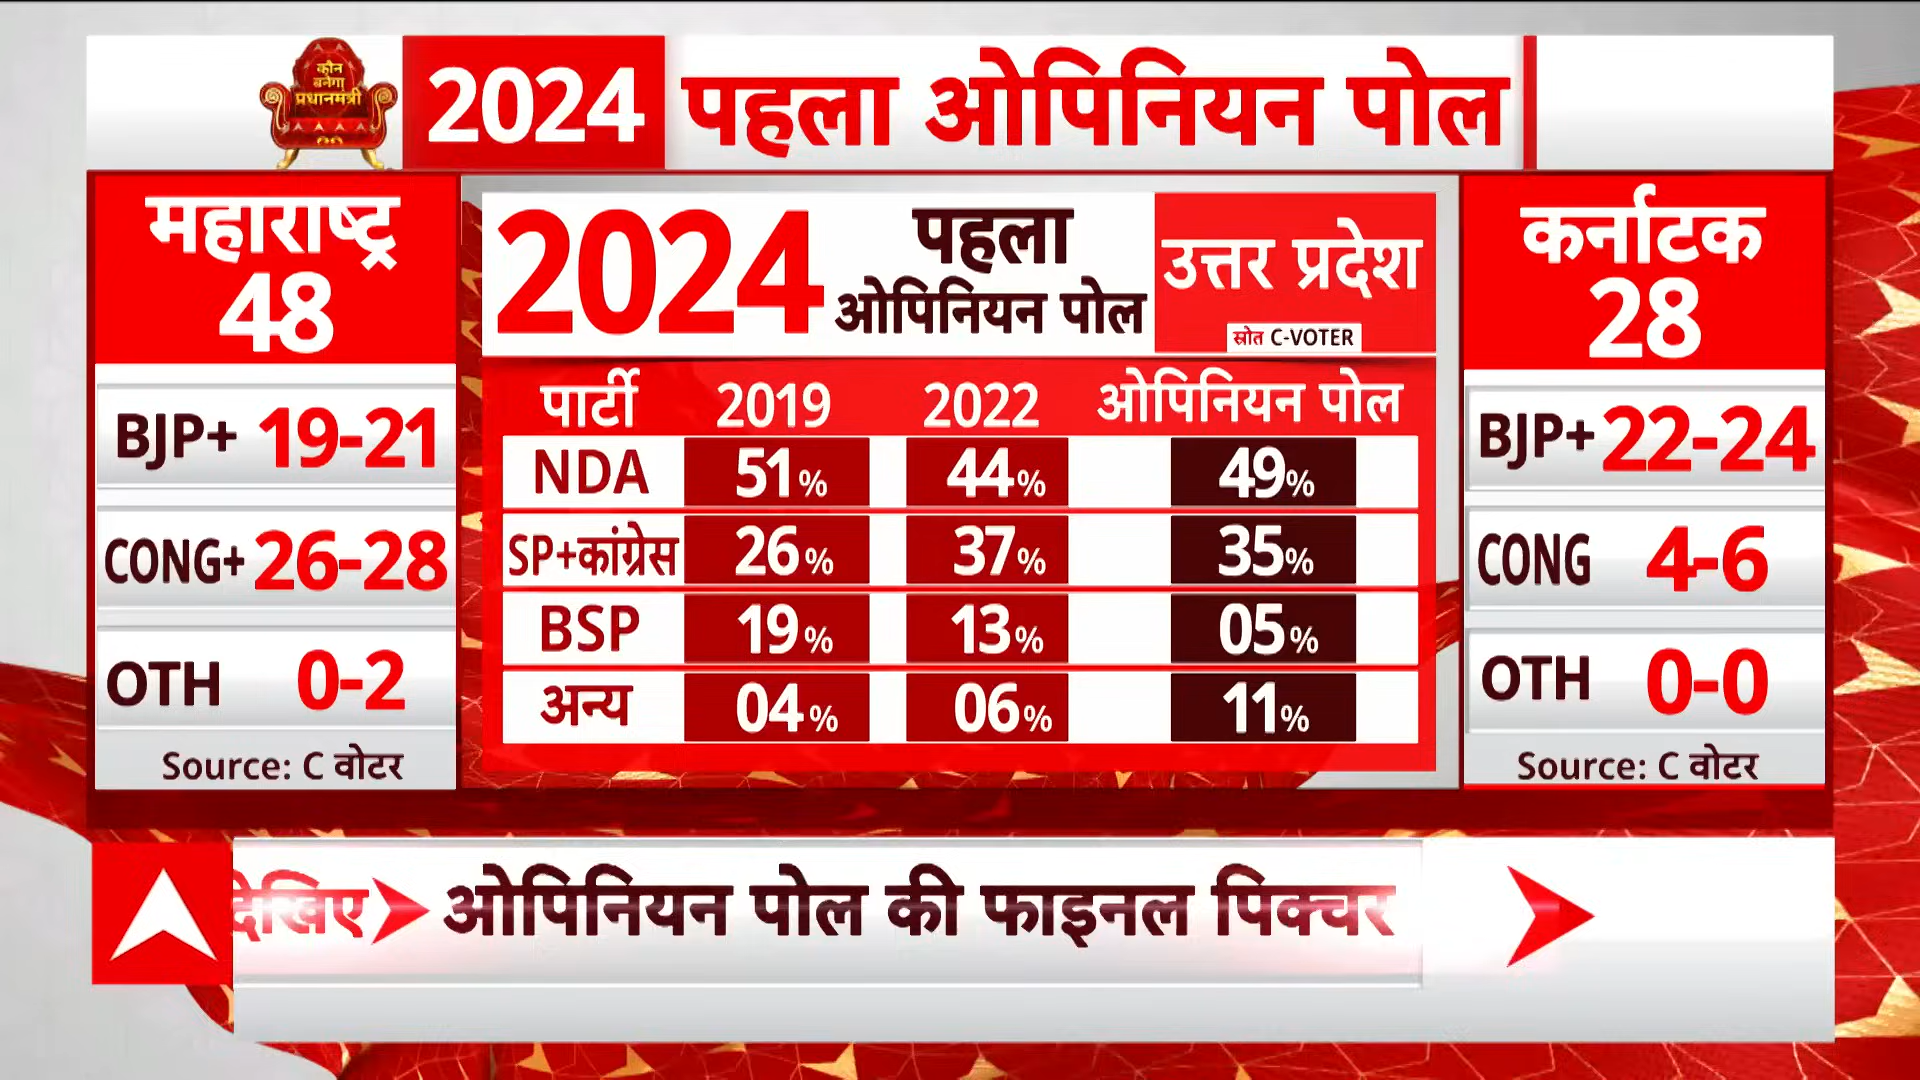 कौन
बनेगा
प्रधानमंत्री
2024 पहला ओपिनियन पोल
महाराष्ट्र
48
BJP+ 19-21
CONG+ 26-28
OTH 0-2
Source: C वोटर
2024 पहला
ओपिनियन पोल
उत्तर प्रदेश
स्रोत C-VOTER
पार्टी 2019 2022 ओपिनियन पोल
NDA 51% 44% 49%
SP+कांग्रेस 26% 37% 35%
BSP 19% 13% 05%
अन्य 04% 06% 11%
कर्नाटक
28
BJP+ 22-24
CONG 4-6
OTH 0-0
Source: C वोटर
देखिए ओपिनियन पोल की फाइनल पिक्चर